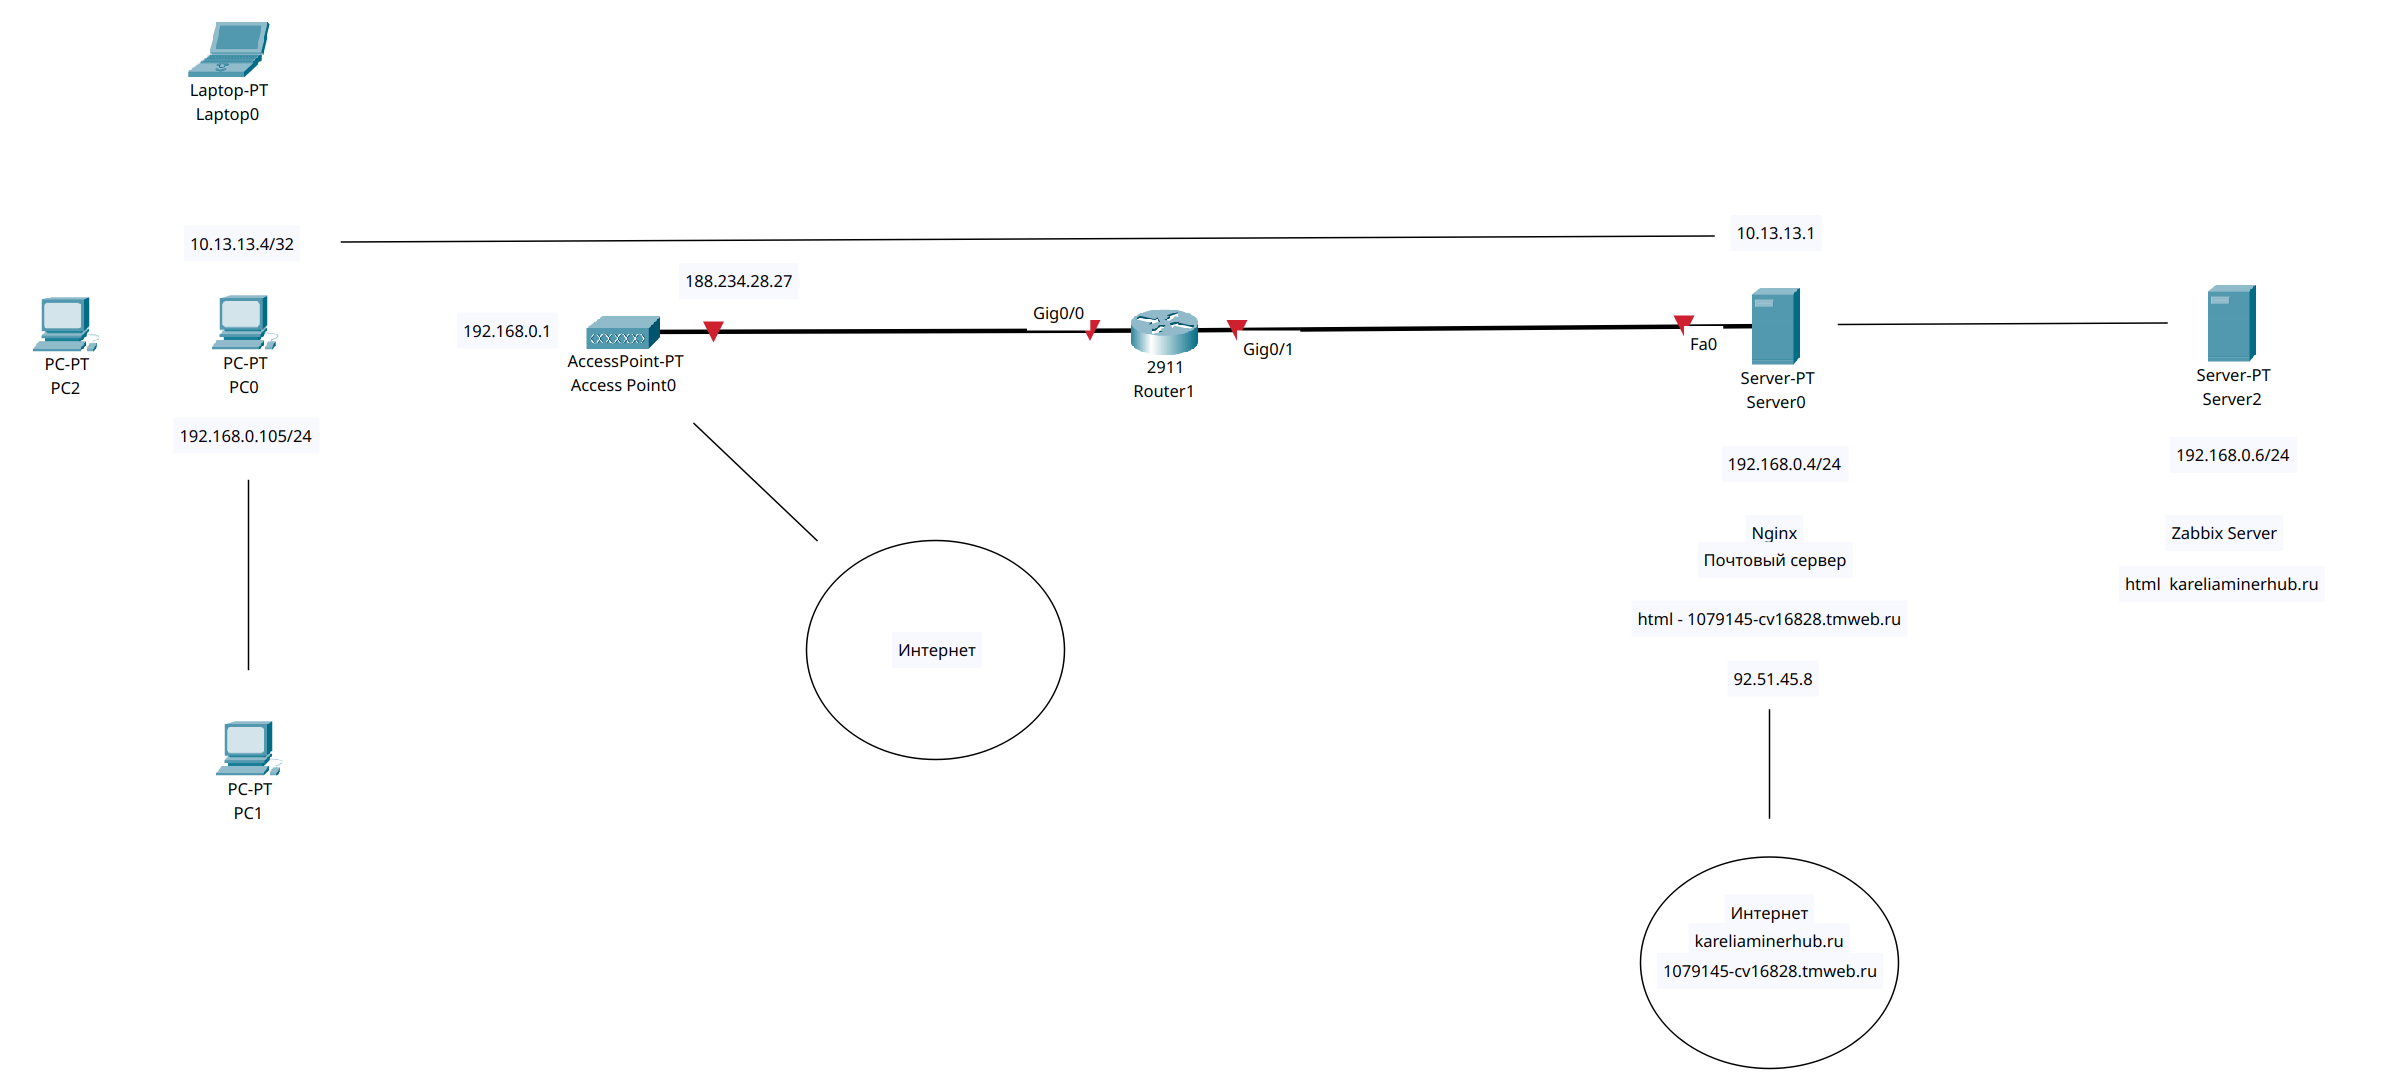 Laptop-PT
Laptop0
10.13.13.4/32
10.13.13.1
188.234.28.27
PC-PT
PC2
PC-PT
PC0
192.168.0.105/24
192.168.0.1
AccessPoint-PT
Access Point0
Gig0/0
2911
Router1
Gig0/1
Fa0
Server-PT
Server0
Server-PT
Server2
192.168.0.4/24
192.168.0.6/24
Nginx
Почтовый сервер
Zabbix Server
html  kareliaminerhub.ru
html - 1079145-cv16828.tmweb.ru
92.51.45.8
Интернет
PC-PT
PC1
Интернет
kareliaminerhub.ru
1079145-cv16828.tmweb.ru